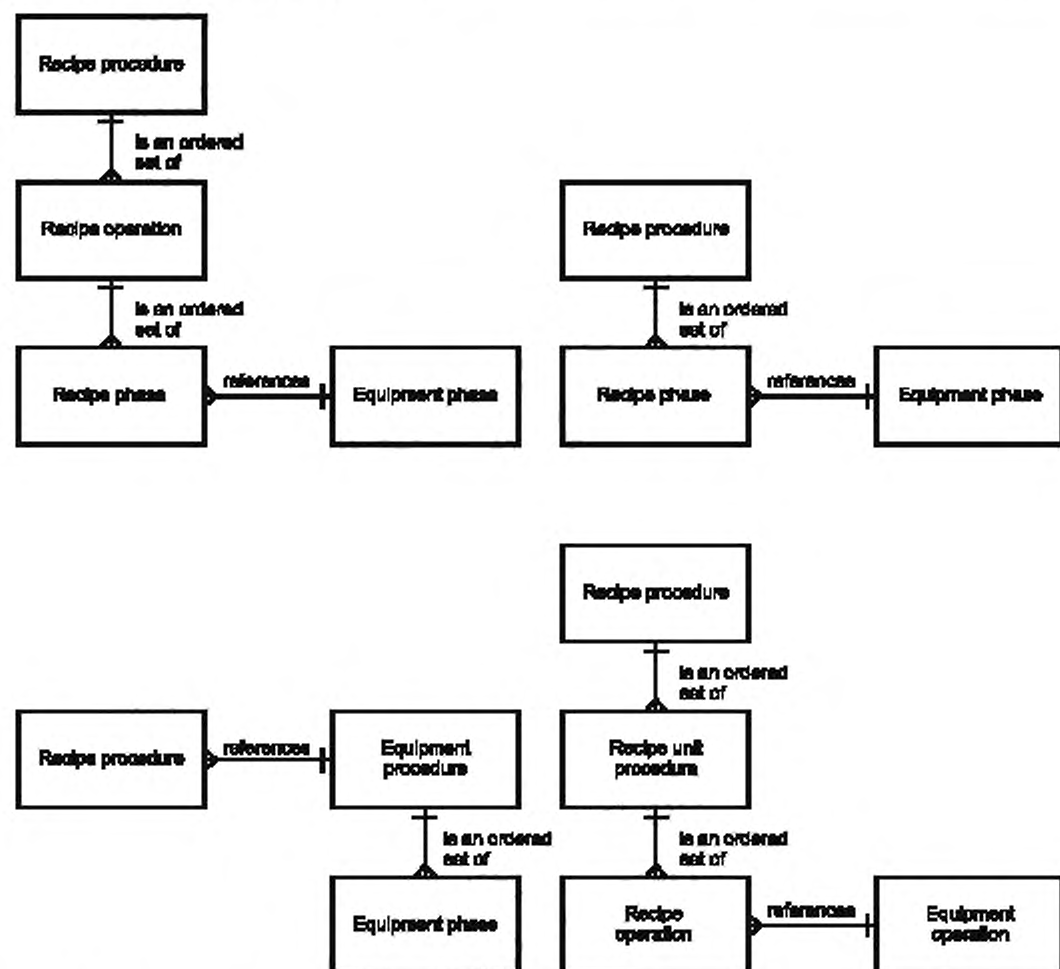 Recipe procedure
is an ordered
set of
Recipe operation
is an ordered
set of
Recipe phase
references
Equipment phase
Recipe procedure
is an ordered
set of
Recipe phase
references
Equipment phase
Recipe procedure
references
Equipment
procedure
is an ordered
set of
Equipment phase
Recipe procedure
is an ordered
set of
Recipe unit
procedure
is an ordered
set of
Recipe
operation
references
Equipment
operation